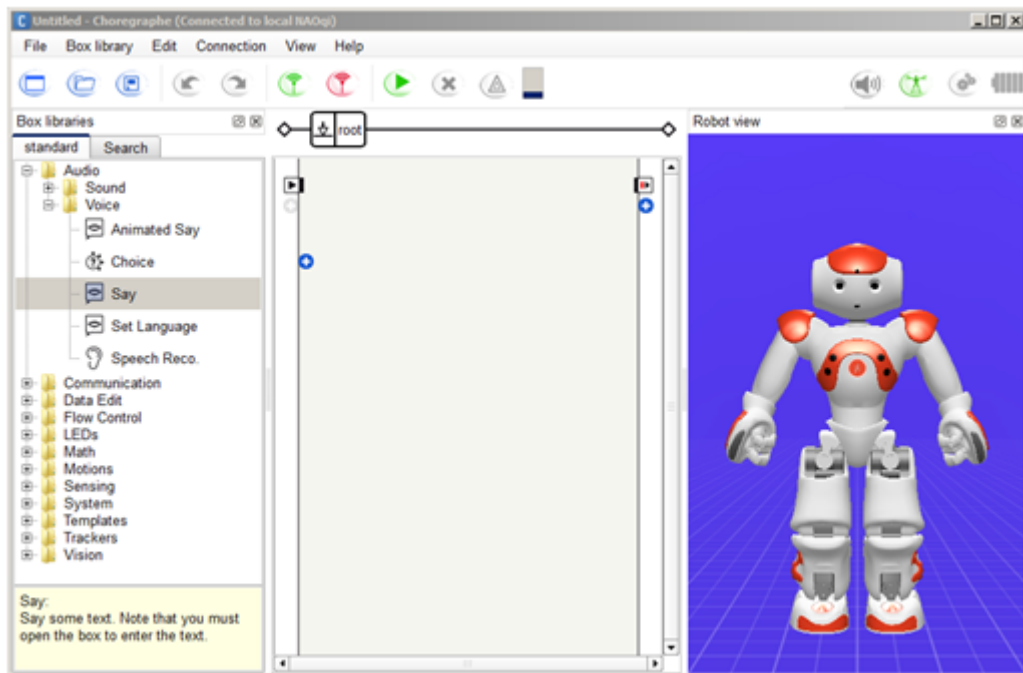 Untitled - Choregraphe (Connected to local NAOqi)
File Box library Edit Connection View Help
Box libraries
standard Search
Audio
Sound
Voice
Animated Say
Choice
Say
Set Language
Speech Reco.
Communication
Data Edit
Flow Control
LEDs
Math
Motions
Sensing
System
Templates
Trackers
Vision
Say:
Say some text. Note that you must
open the box to enter the text.
root
Robot view